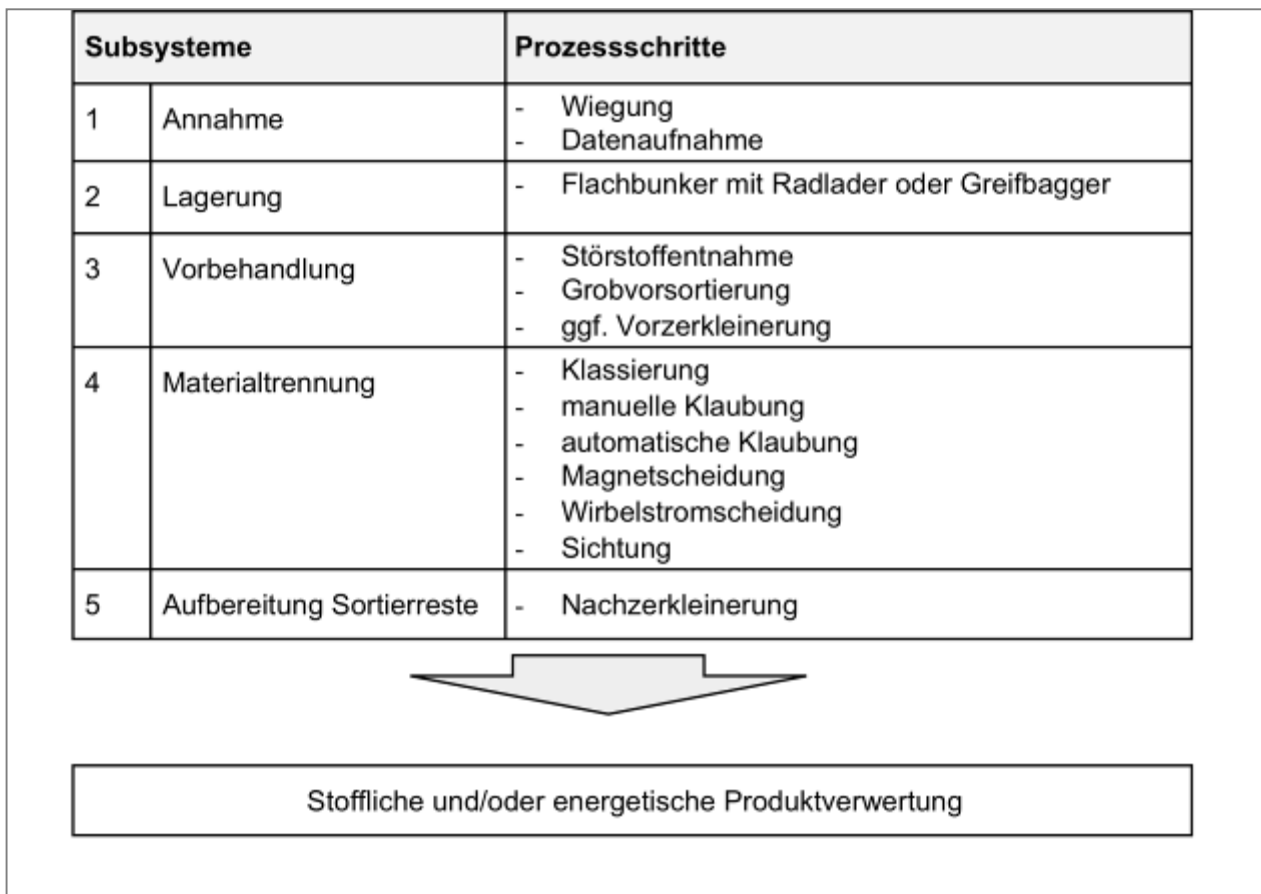 Subsysteme Prozessschritte
1 Annahme - Wiegung
- Datenaufnahme
2 Lagerung - Flachbunker mit Radlader oder Greifbagger
3 Vorbehandlung - Störstoffentnahme
- Grobvorsortierung
- ggf. Vorzerkleinerung
4 Materialtrennung - Klassierung
- manuelle Klaubung
- automatische Klaubung
- Magnetscheidung
- Wirbelstromscheidung
- Sichtung
5 Aufbereitung Sortierreste - Nachzerkleinerung
Stoffliche und/oder energetische Produktverwertung